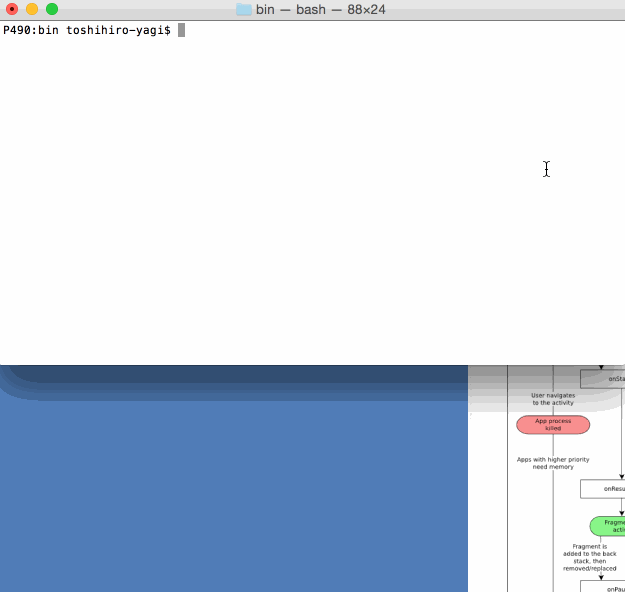 bin — bash — 88×24
P490:bin toshihiro-yagi$
onSta
User navigates
to the activity
App process
killed
Apps with higher priority
need memory
onResu
Fragme
activ
Fragment is
added to the back
stack, then
removed/replaced
onPau